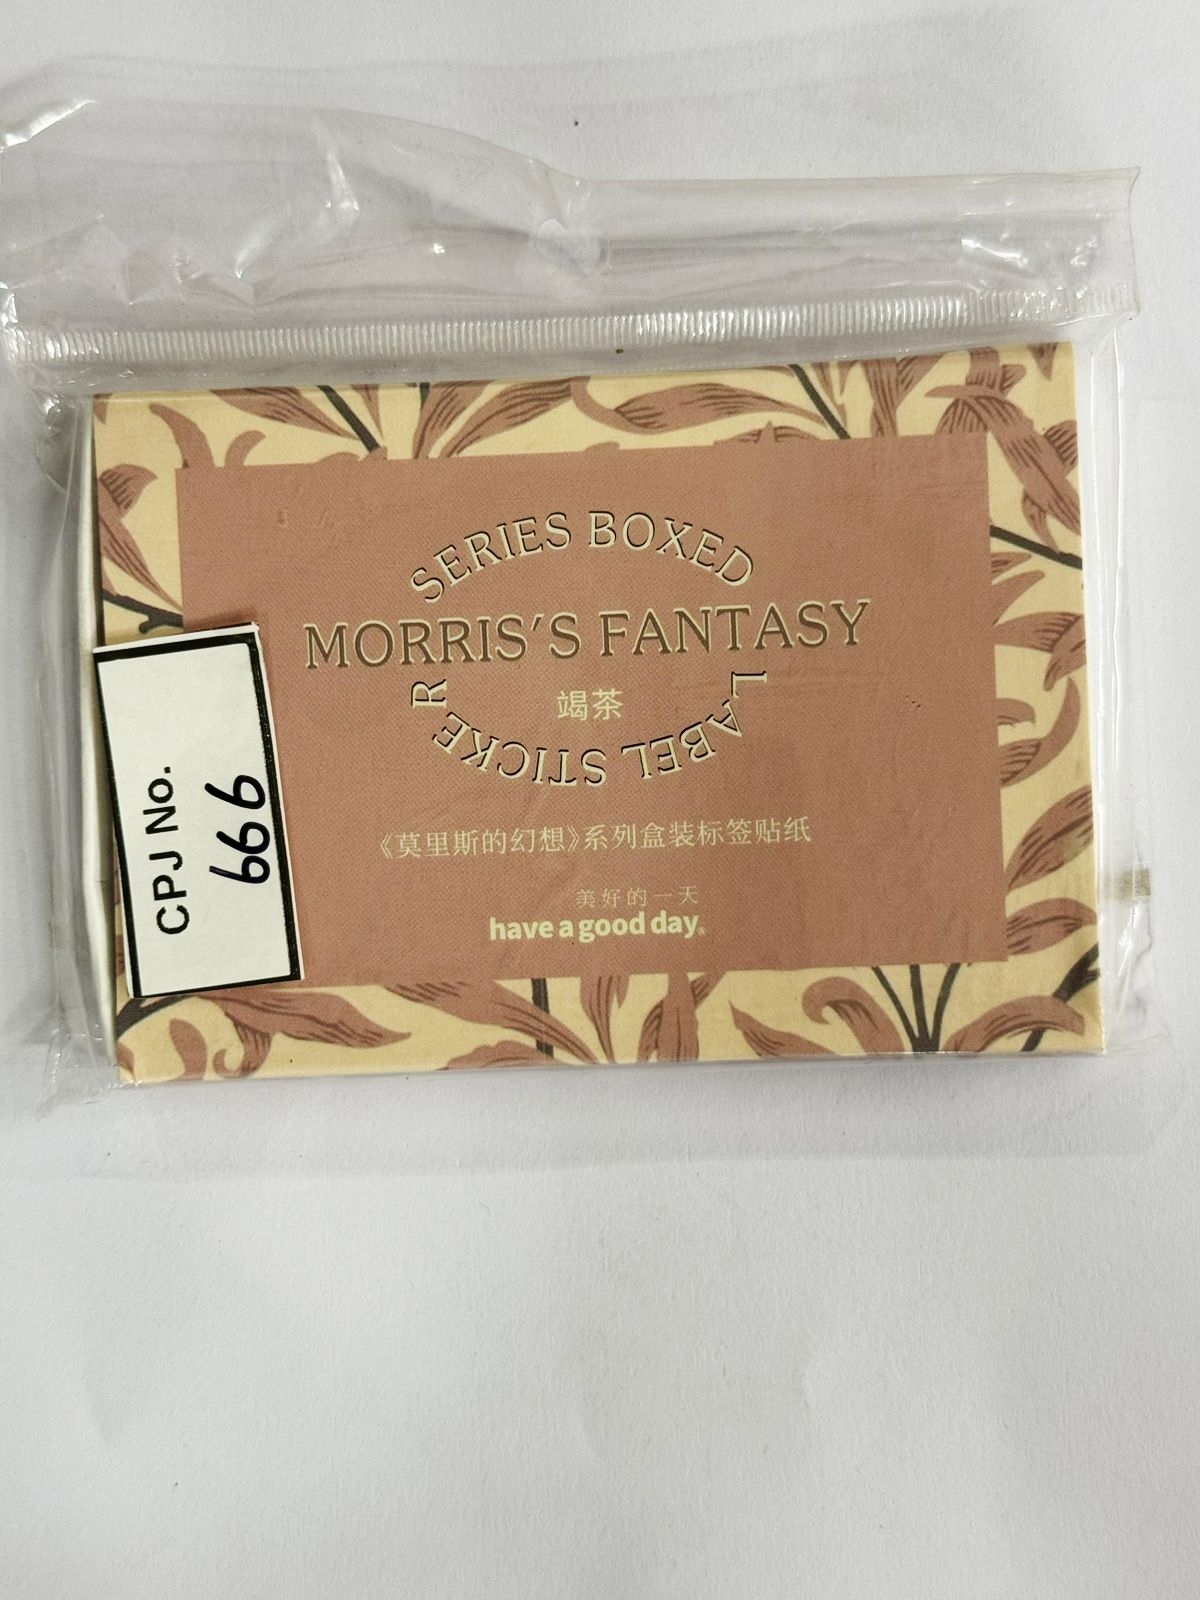 SERIES BOXED
MORRIS'S FANTASY
竭茶
LABEL STICKER
《莫里斯的幻想》系列盒装标签贴纸
美好的一天
have a good day®
CPJ No.
666